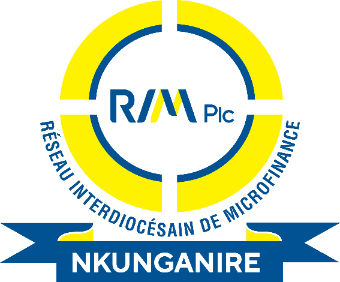 RIM Plc
RÉSEAU INTERDIOCÉSAIN DE MICROFINANCE
NKUNGANIRE